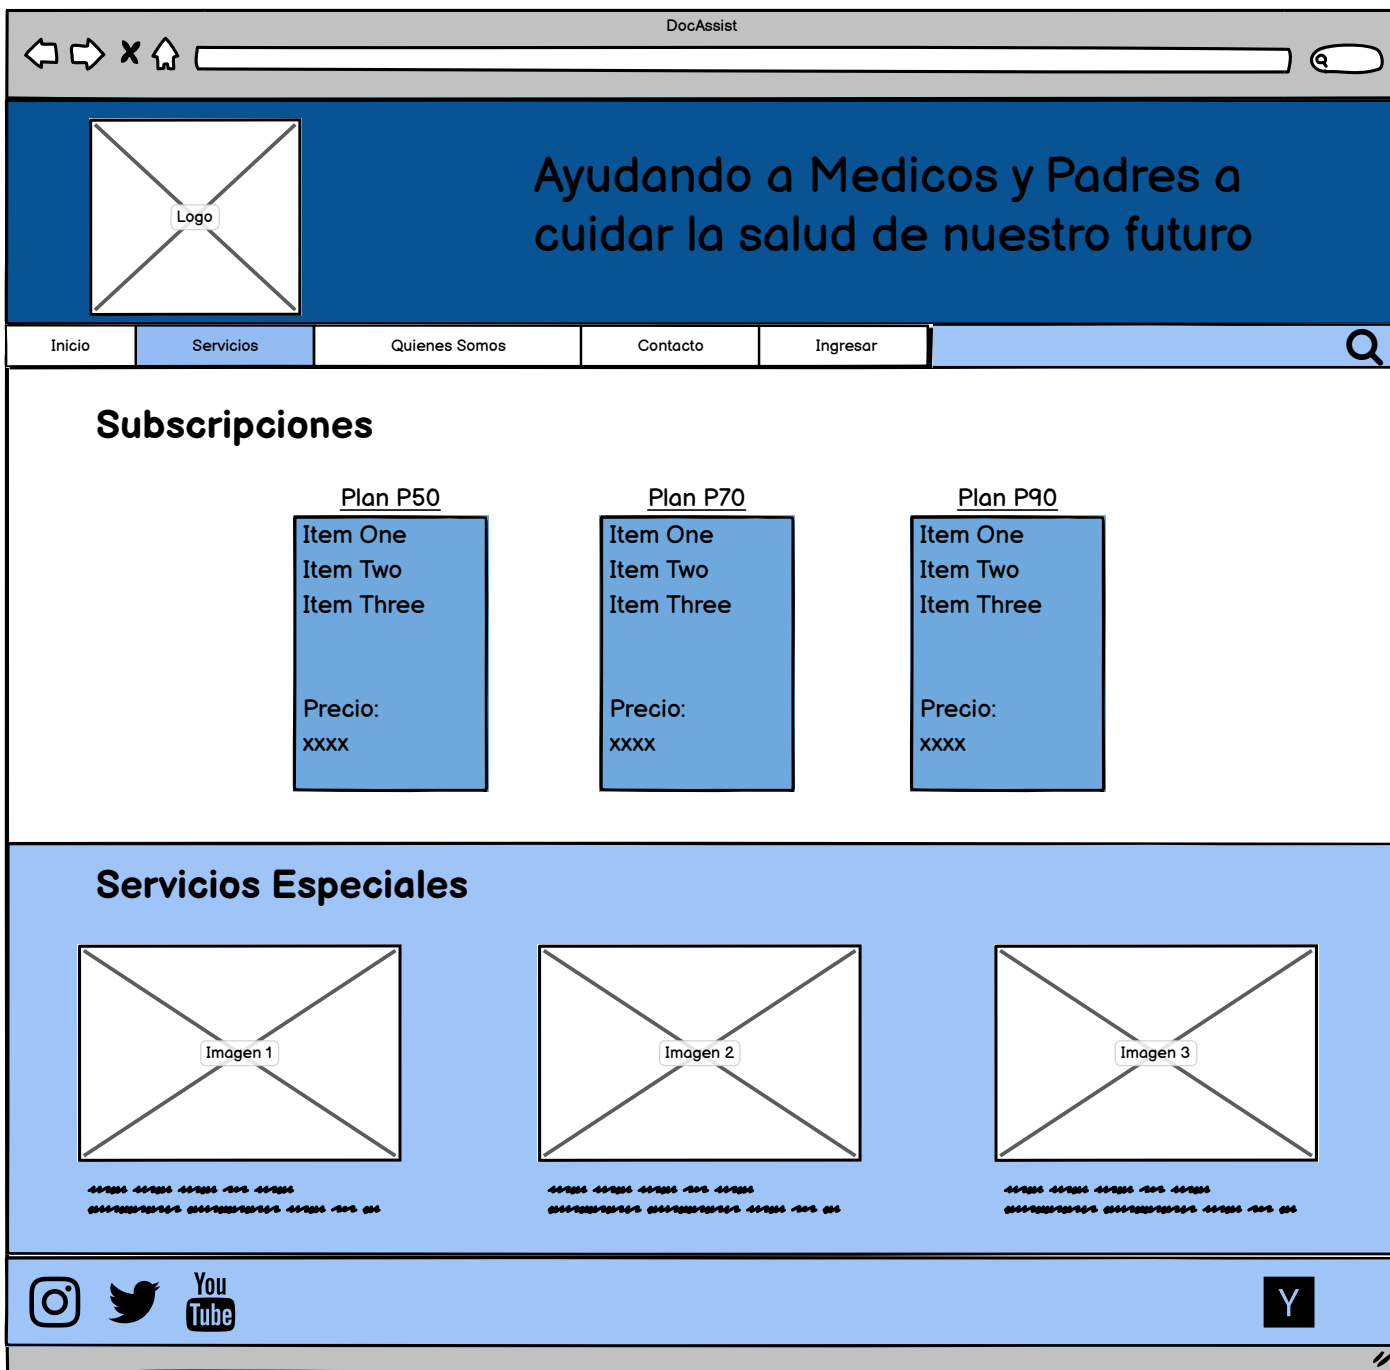 DocAssist
Logo
Ayudando a Medicos y Padres a
cuidar la salud de nuestro futuro
Inicio
Servicios
Quienes Somos
Contacto
Ingresar
Subscripciones
Plan P50
Item One
Item Two
Item Three
Precio:
xxxx
Plan P70
Item One
Item Two
Item Three
Precio:
xxxx
Plan P90
Item One
Item Two
Item Three
Precio:
xxxx
Servicios Especiales
Imagen 1
Imagen 2
Imagen 3
You
Tube
Y